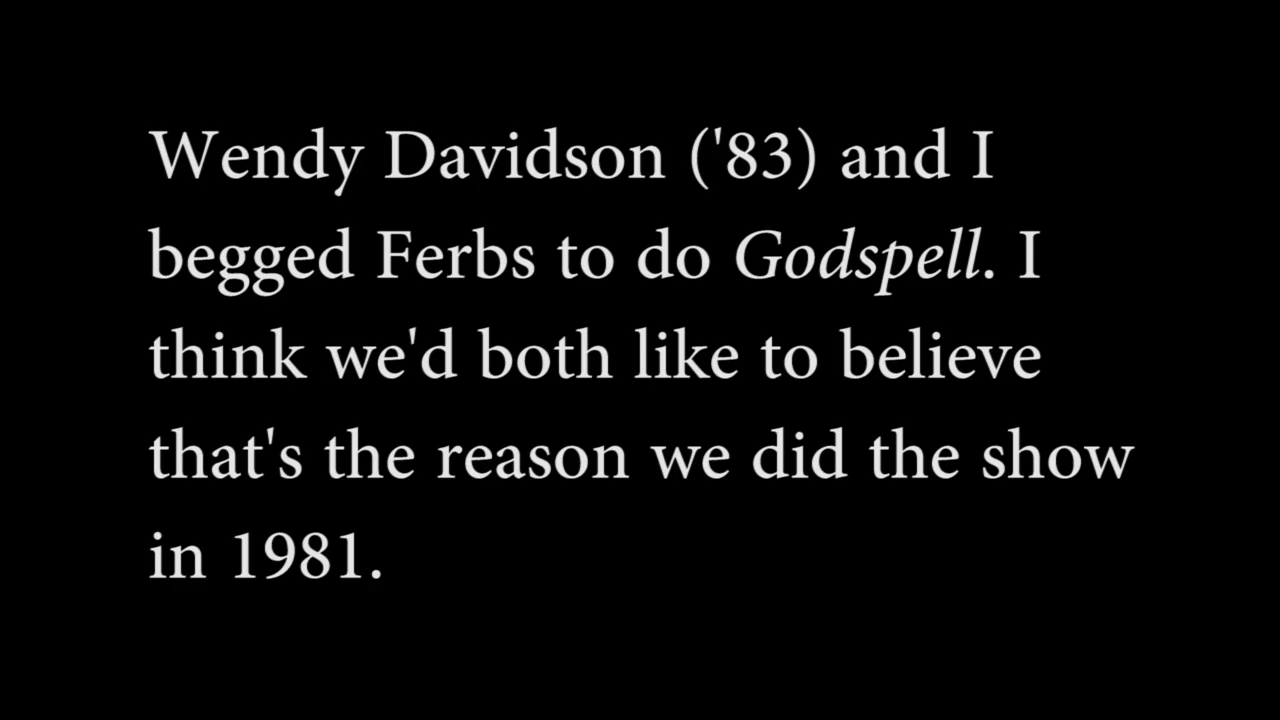 Wendy Davidson ('83) and I
begged Ferbs to do Godspell. I
think we'd both like to believe
that's the reason we did the show
in 1981.